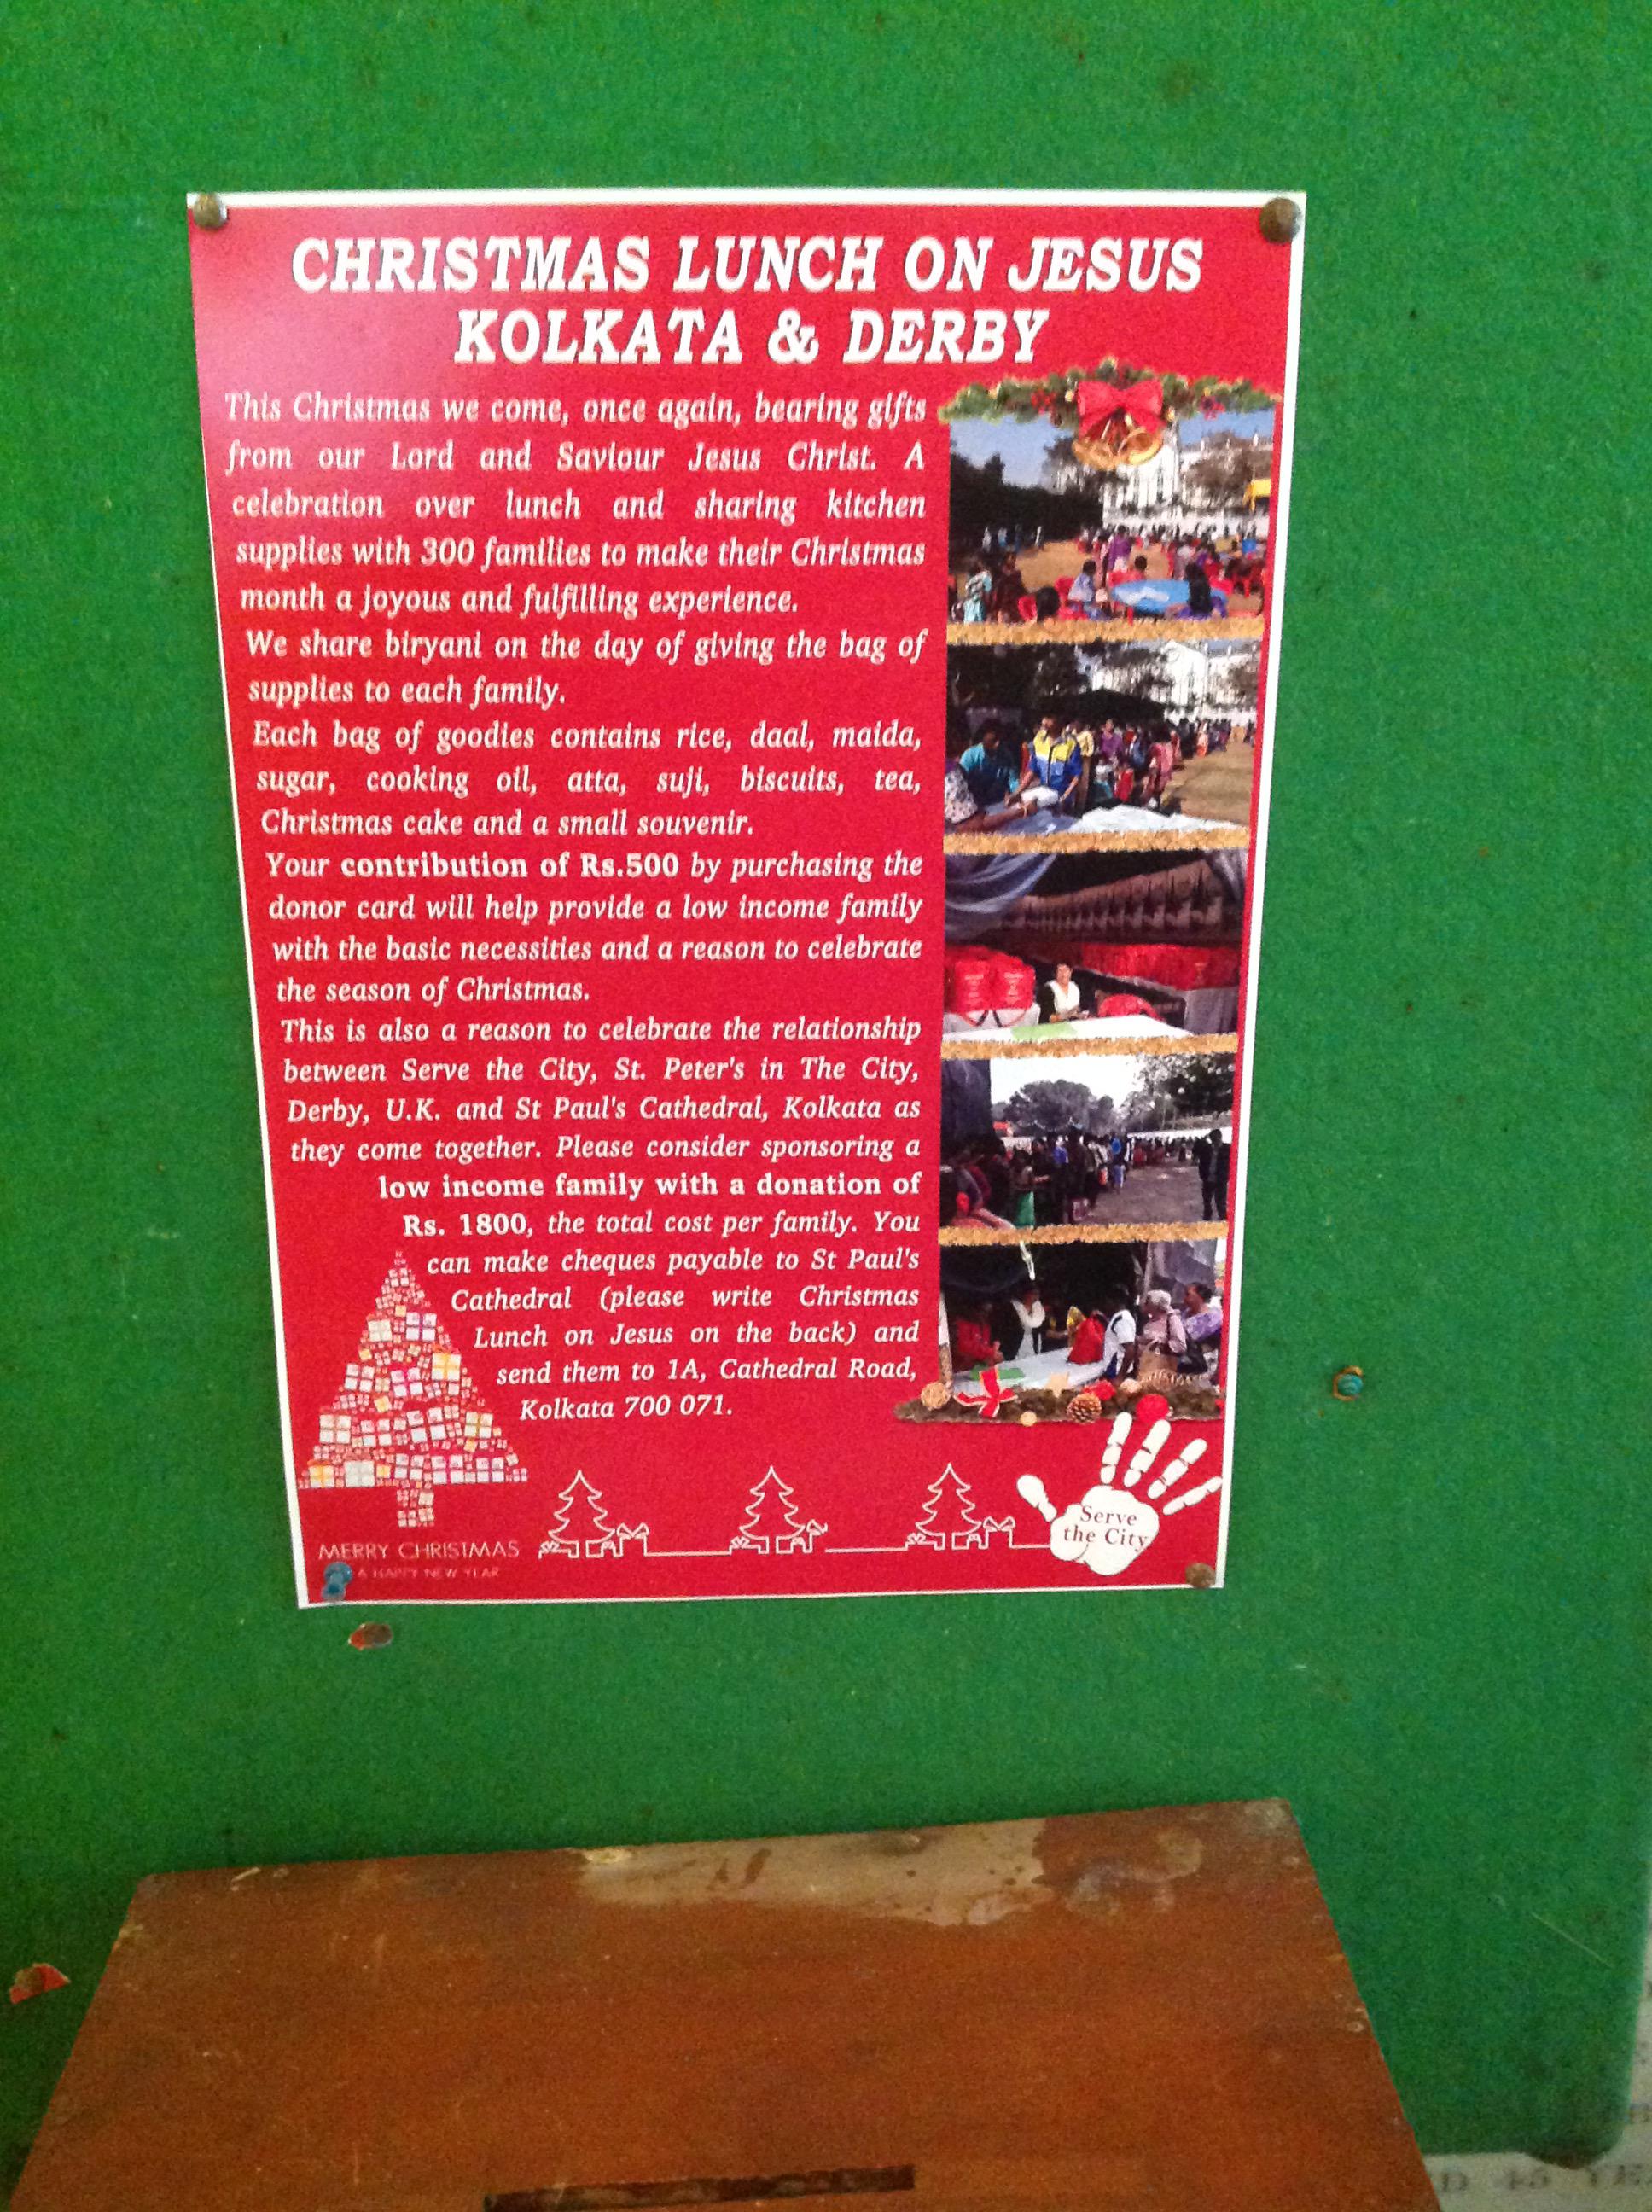 CHRISTMAS LUNCH ON JESUS
KOLKATA & DERBY
This Christmas we come, once again, bearing gifts
from our Lord and Saviour Jesus Christ. A
celebration over lunch and sharing kitchen
supplies with 300 families to make their Christmas
month a joyous and fulfilling experience.
We share biryani on the day of giving the bag of
supplies to each family.
Each bag of goodies contains rice, daal, maida,
sugar, cooking oil, atta, suji, biscuits, tea,
Christmas cake and a small souvenir.
Your contribution of Rs.500 by purchasing the
donor card will help provide a low income family
with the basic necessities and a reason to celebrate
the season of Christmas.
This is also a reason to celebrate the relationship
between Serve the City, St. Peter's in The City,
Derby, U.K. and St Paul's Cathedral, Kolkata as
they come together. Please consider sponsoring a
low income family with a donation of
Rs. 1800, the total cost per family. You
can make cheques payable to St Paul's
Cathedral (please write Christmas
Lunch on Jesus on the back) and
send them to 1A, Cathedral Road,
Kolkata 700 071.
Serve
the City
MERRY CHRISTMAS
A HAPPY NEW YEAR